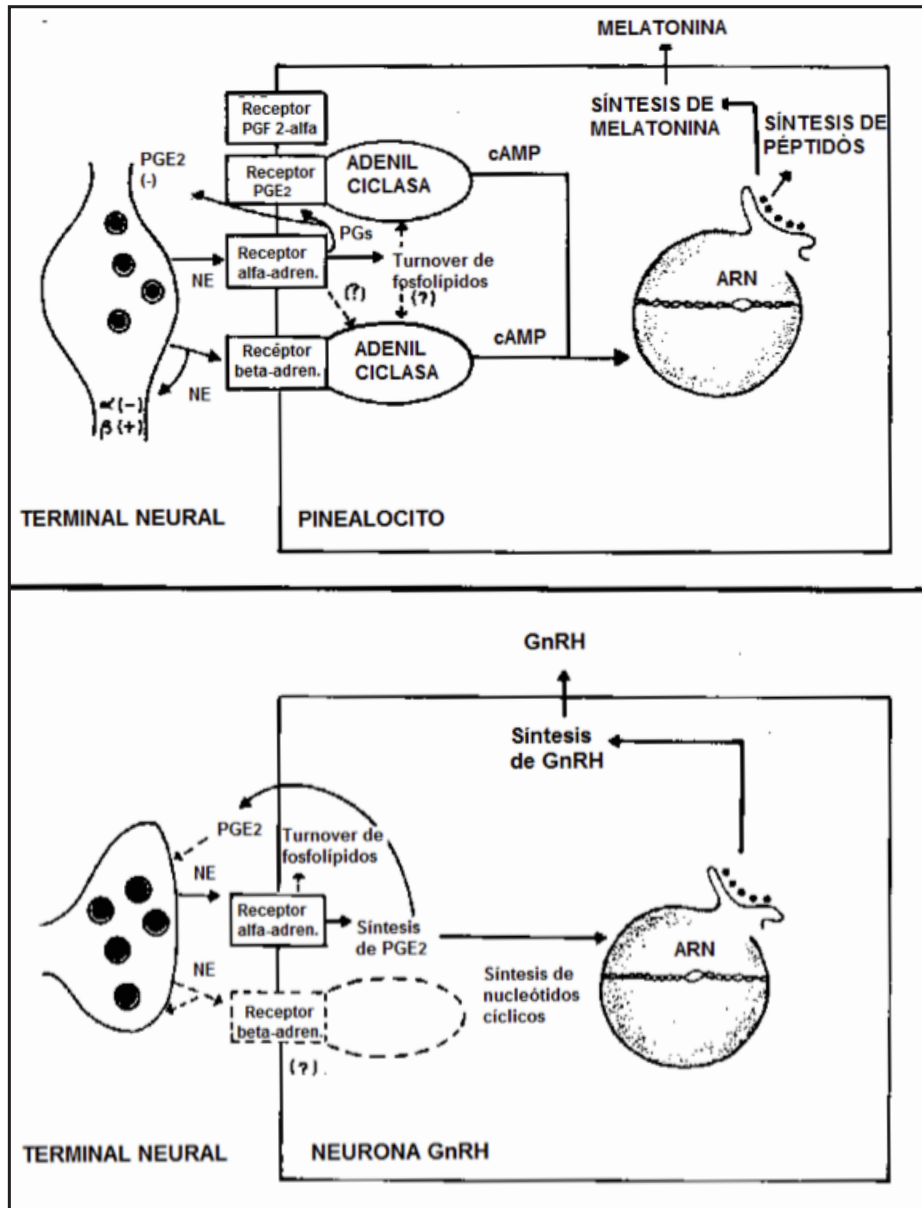 MELATONINA
SÍNTESIS DE
MELATONINA
SÍNTESIS DE
PÉPTIDÒS
Receptor
PGF 2-alfa
PGE2
(-)
Receptor
PGE2
ADENIL
CICLASA
cAMP
PGs
NE
Receptor
alfa-adren.
Turnover de
fosfolípidos
(?)
(?)
ARN
Recéptor
beta-adren.
ADENIL
CICLASA
cAMP
NE
α (-)
β (+)
TERMINAL NEURAL
PINEALOCITO
GnRH
Síntesis
de GnRH
PGE2
Turnover de
fosfolípidos
NE
Receptor
alfa-adren.
Síntesis
de PGE2
ARN
NE
Receptor
beta-adren.
(?)
Síntesis de
nucleótidos
cíclicos
TERMINAL NEURAL
NEURONA GnRH